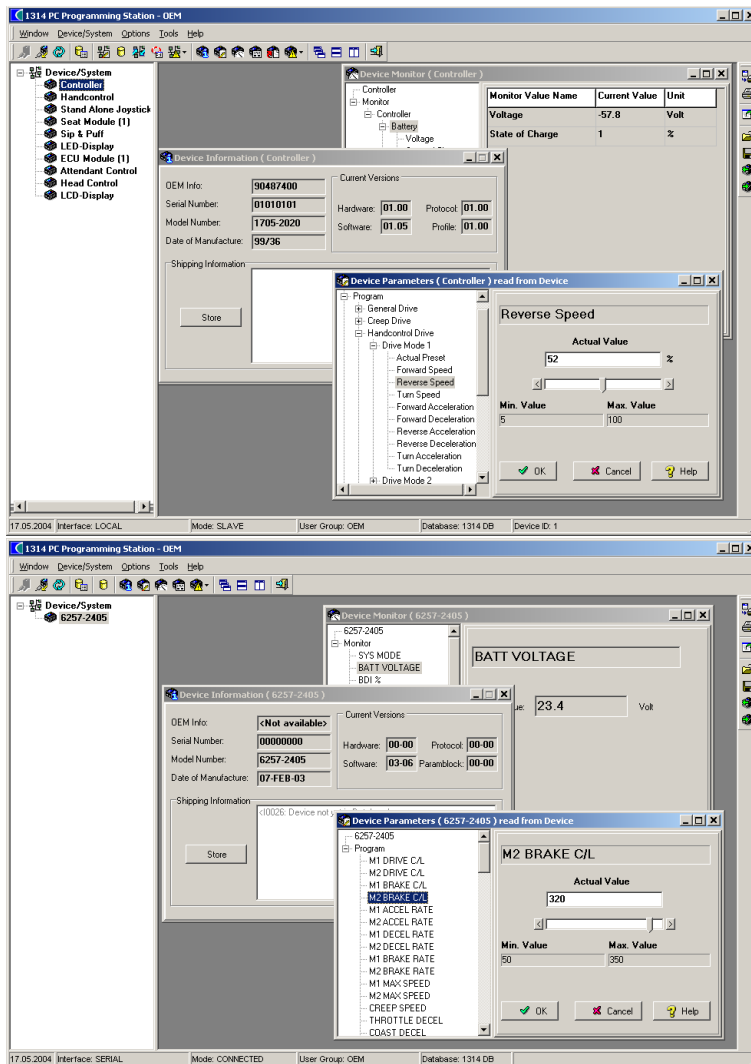 1314 PC Programming Station - OEM
Window Device/System Options Tools Help
Device/System
Controller
Handcontrol
Stand Alone Joystick
Seat Module (1)
Sip & Puff
LED-Display
ECU Module (1)
Attendant Control
Head Control
LCD-Display
Device Monitor ( Controller )
Controller
Monitor
Controller
Battery
Voltage
Monitor Value Name Current Value Unit
Voltage -57.8 Volt
State of Charge 1 %
Device Information ( Controller )
OEM Info: 90487400
Serial Number: 01010101
Model Number: 1705-2020
Date of Manufacture: 99/36
Current Versions
Hardware: 01.00 Protocol: 01.00
Software: 01.05 Profile: 01.00
Shipping Information
Store
Device Parameters ( Controller ) read from Device
Program
General Drive
Creep Drive
Handcontrol Drive
Drive Mode 1
Actual Preset
Forward Speed
Reverse Speed
Turn Speed
Forward Acceleration
Forward Deceleration
Reverse Acceleration
Reverse Deceleration
Turn Acceleration
Turn Deceleration
Drive Mode 2
Reverse Speed
Actual Value
52 %
Min. Value Max. Value
5 100
OK Cancel Help
17.05.2004 Interface: LOCAL Mode: SLAVE User Group: OEM Database: 1314 DB Device ID: 1
1314 PC Programming Station - OEM
Window Device/System Options Tools Help
Device/System
6257-2405
Device Monitor ( 6257-2405 )
6257-2405
Monitor
SYS MODE
BATT VOLTAGE
BDI %
BATT VOLTAGE
ue: 23.4 Volt
Device Information ( 6257-2405 )
OEM Info: <Not available>
Serial Number: 00000000
Model Number: 6257-2405
Date of Manufacture: 07-FEB-03
Current Versions
Hardware: 00-00 Protocol: 00-00
Software: 03-06 Paramblock: 00-00
Shipping Information
<I0026: Device not y
Store
Device Parameters ( 6257-2405 ) read from Device
6257-2405
Program
M1 DRIVE C/L
M2 DRIVE C/L
M1 BRAKE C/L
M2 BRAKE C/L
M1 ACCEL RATE
M2 ACCEL RATE
M1 DECEL RATE
M2 DECEL RATE
M1 BRAKE RATE
M2 BRAKE RATE
M1 MAX SPEED
M2 MAX SPEED
CREEP SPEED
THROTTLE DECEL
COAST DECEL
M2 BRAKE C/L
Actual Value
320
Min. Value Max. Value
50 350
OK Cancel Help
17.05.2004 Interface: SERIAL Mode: CONNECTED User Group: OEM Database: 1314 DB